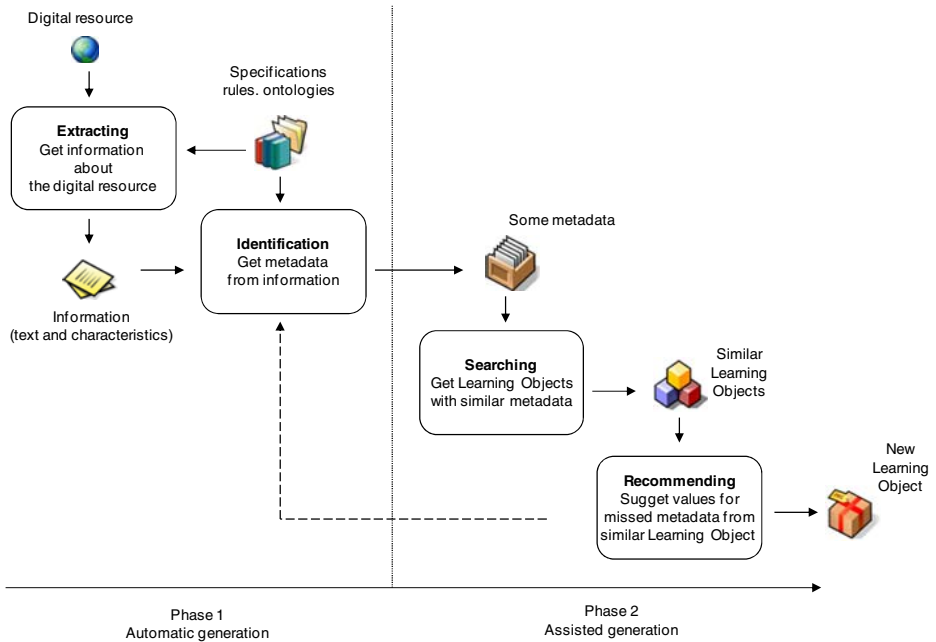 Digital resource
Specifications
rules. ontologies
Extracting
Get information
about
the digital resource
Identification
Get metadata
from information
Information
(text and characteristics)
Some metadata
Searching
Get Learning Objects
with similar metadata
Similar
Learning
Objects
Recommending
Sugget values for
missed metadata from
similar Learning Object
New
Learning
Object
Phase 1
Automatic generation
Phase 2
Assisted generation